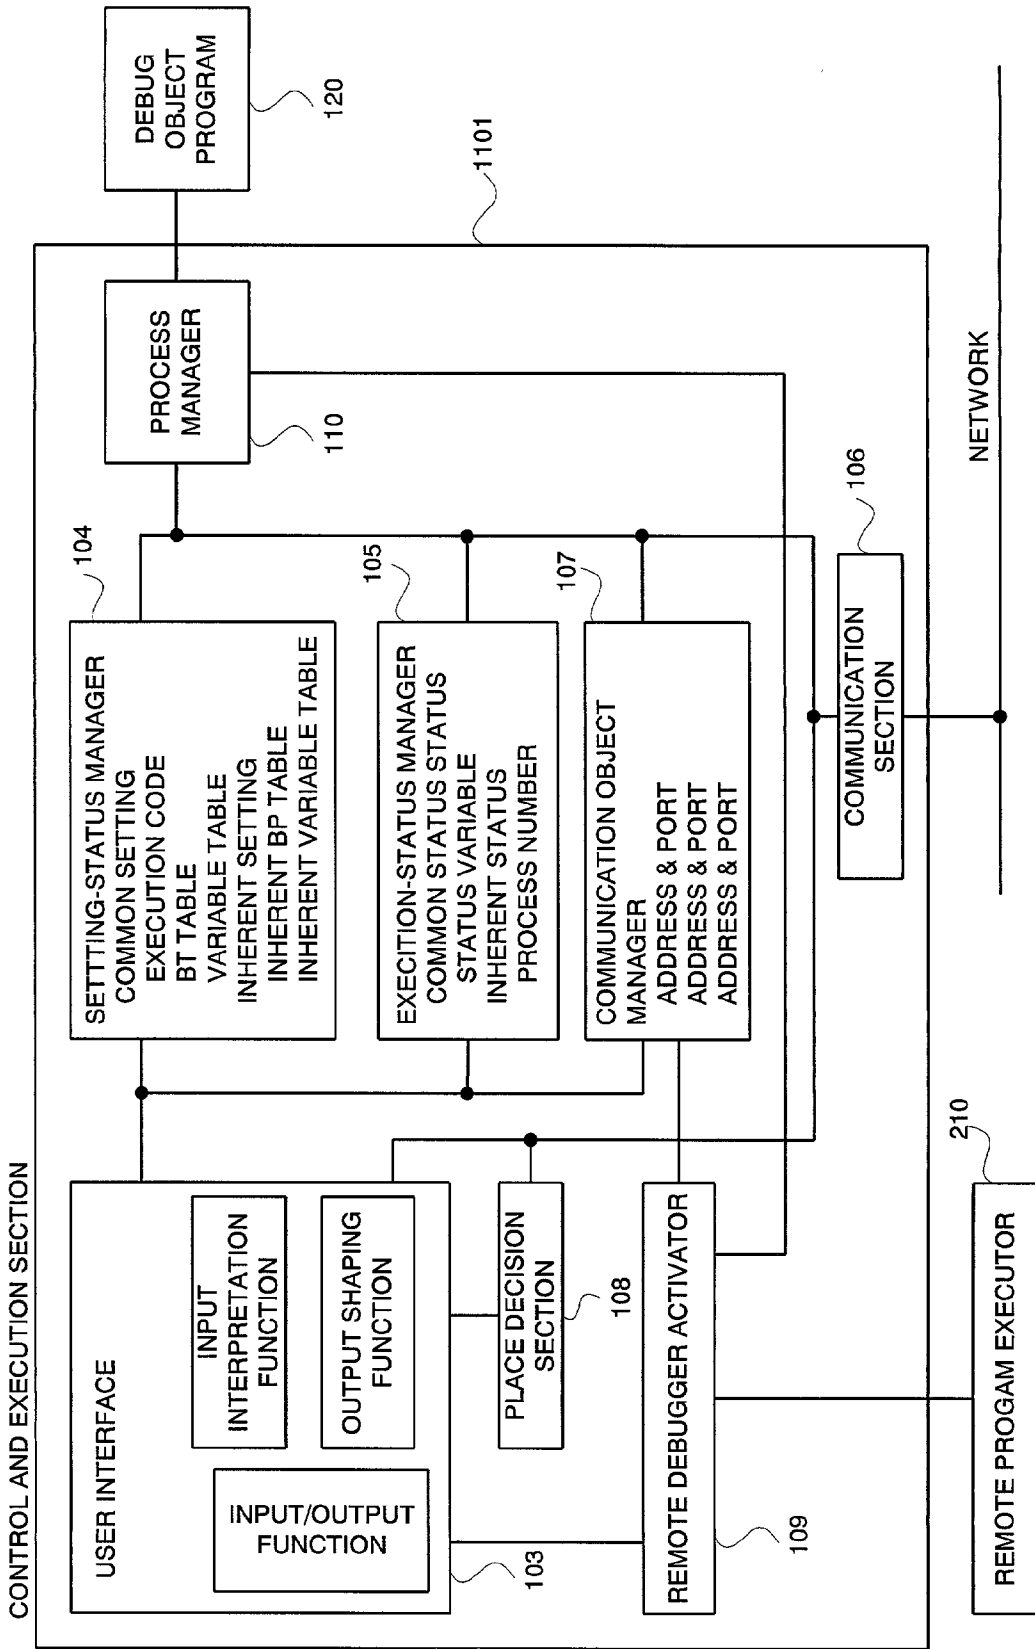 CONTROL AND EXECUTION SECTION
USER INTERFACE
INPUT
INTERPRETATION
FUNCTION
OUTPUT SHAPING
FUNCTION
INPUT/OUTPUT
FUNCTION
103
PLACE DECISION
SECTION
108
REMOTE DEBUGGER ACTIVATOR
109
REMOTE PROGAM EXECUTOR
210
SETTTING-STATUS MANAGER
COMMON SETTING
EXECUTION CODE
BT TABLE
VARIABLE TABLE
INHERENT SETTING
INHERENT BP TABLE
INHERENT VARIABLE TABLE
104
EXECITION-STATUS MANAGER
COMMON STATUS STATUS
STATUS VARIABLE
INHERENT STATUS
PROCESS NUMBER
105
COMMUNICATION OBJECT
MANAGER
ADDRESS & PORT
ADDRESS & PORT
ADDRESS & PORT
107
COMMUNICATION
SECTION
106
NETWORK
PROCESS
MANAGER
110
1101
DEBUG
OBJECT
PROGRAM
120